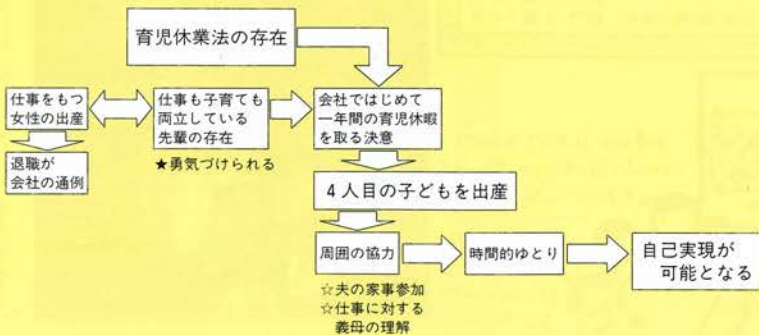 育児休業法の存在
仕事をもつ
女性の出産
仕事も子育ても
両立している
先輩の存在
会社ではじめて
一年間の育児休暇
を取る決意
退職が
会社の通例
★勇気づけられる
4人目の子どもを出産
周囲の協力
時間的ゆとり
自己実現が
可能となる
☆夫の家事参加
☆仕事に対する
義母の理解